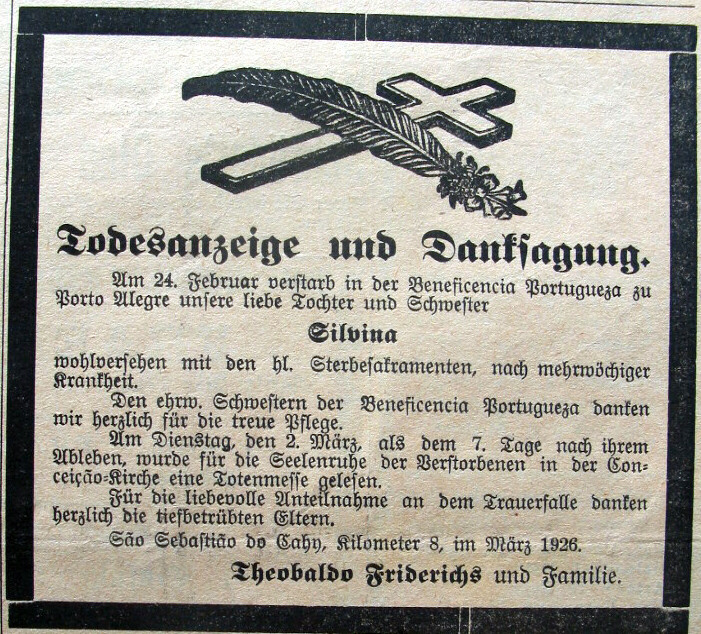 Todesanzeige und Danksagung.
Am 24. Februar verstarb in der Beneficencia Portugueza zu
Porto Alegre unsere liebe Tochter und Schwester
Silvina
wohlversehen mit den hl. Sterbesakramenten, nach mehrwöchiger
Krankheit.
Den ehrw. Schwestern der Beneficencia Portugueza danken
wir herzlich für die treue Pflege.
Am Dienstag, den 2. März, als dem 7. Tage nach ihrem
Ableben, wurde für die Seelenruhe der Verstorbenen in der Con-
ceição-Kirche eine Totenmesse gelesen.
Für die liebevolle Anteilnahme an dem Trauerfalle danken
herzlich die tiefbetrübten Eltern.
São Sebastião do Cahy, Kilometer 8, im März 1926.
Theobaldo Friderichs und Familie.